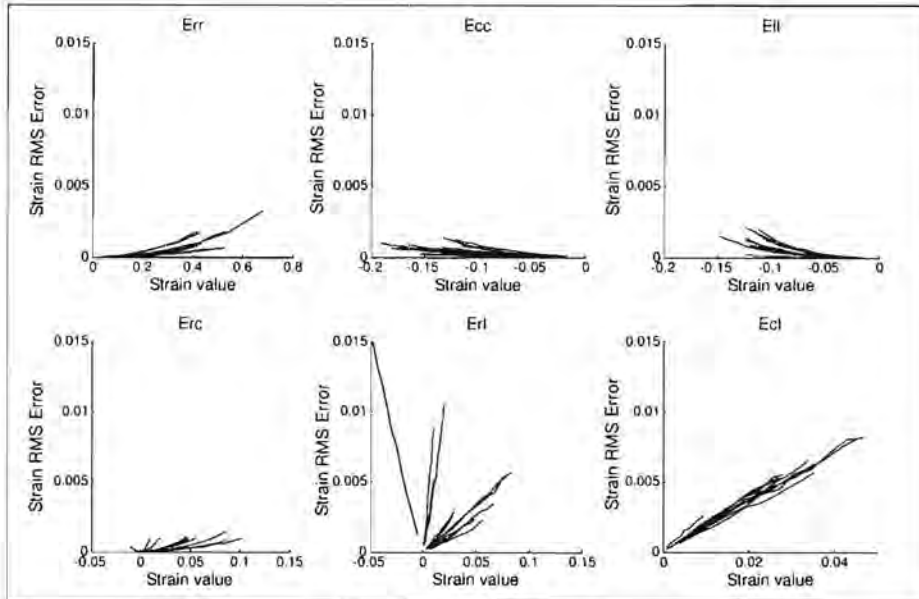 Err
Ecc
Ell
Strain RMS Error
0.015
0.01
0.005
0
0
0.2
0.4
0.6
0.8
Strain value
Strain RMS Error
0.015
0.01
0.005
0
-0.2
-0.15
-0.1
-0.05
0
Strain value
Strain RMS Error
0.015
0.01
0.005
0
-0.2
-0.15
-0.1
-0.05
0
Strain value
Erc
Erl
Ecl
Strain RMS Error
0.015
0.01
0.005
0
-0.05
0
0.05
0.1
0.15
Strain value
Strain RMS Error
0.015
0.01
0.005
0
-0.05
0
0.05
0.1
0.15
Strain value
Strain RMS Error
0.015
0.01
0.005
0
0
0.02
0.04
Strain value